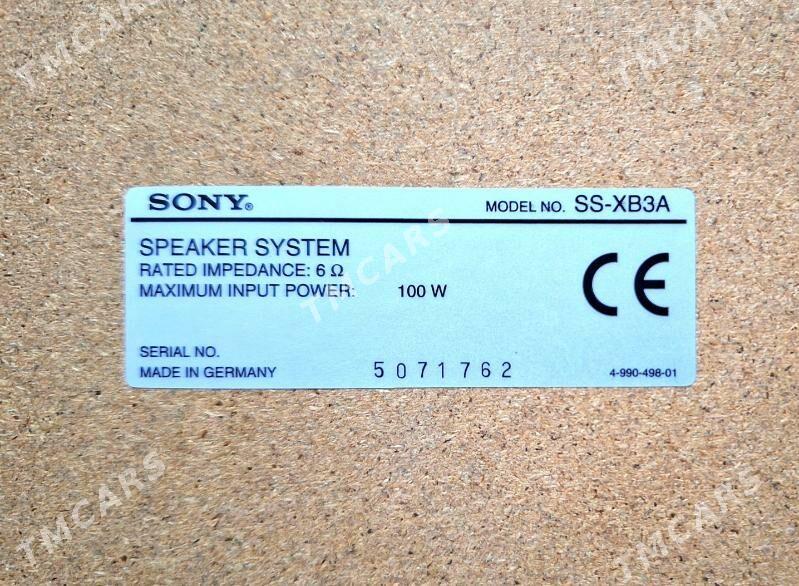 TMCARS
TMCARS
SONY®
MODEL NO. SS-XB3A
SPEAKER SYSTEM
RATED IMPEDANCE: 6 Ω
MAXIMUM INPUT POWER: 100 W
CE
TMCARS
SERIAL NO.
MADE IN GERMANY
5071762
4-990-498-01
TMCARS
TMCARS